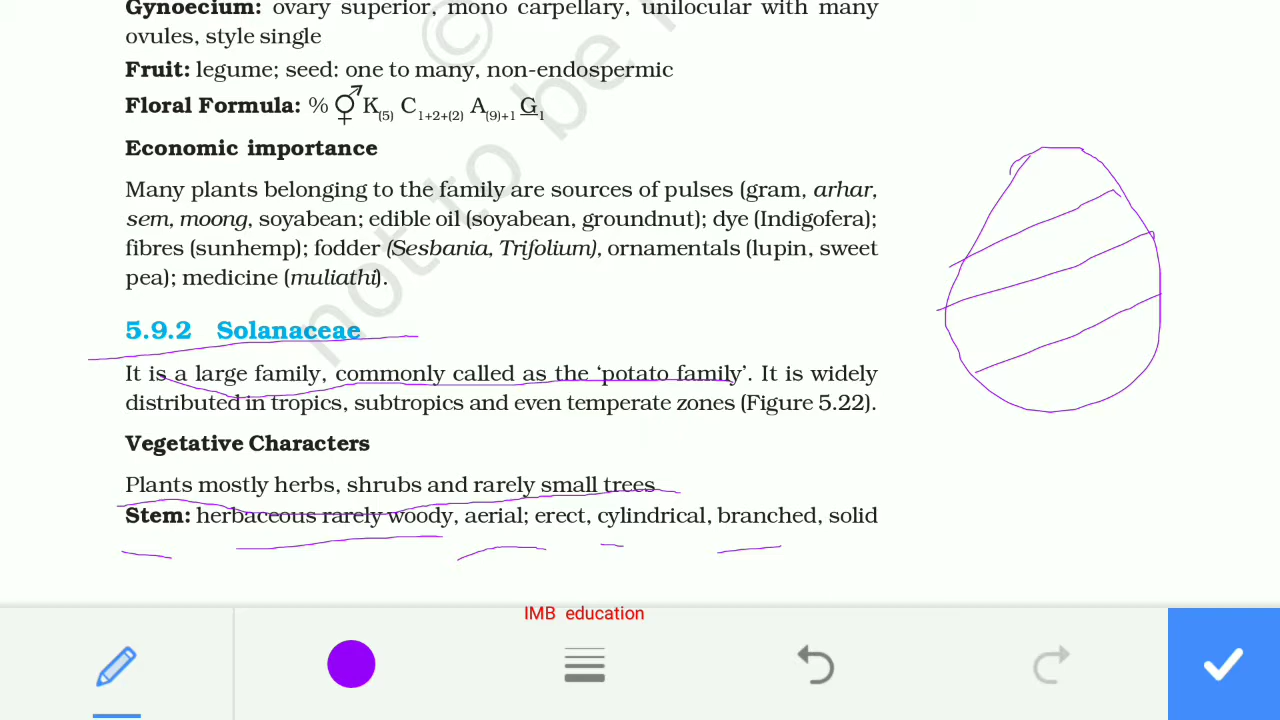 Gynoecium: ovary superior, mono carpellary, unilocular with many
ovules, style single
Fruit: legume; seed: one to many, non-endospermic
Floral Formula: % ⚥ K(5) C1+2+(2) A(9)+1 G1
Economic importance
Many plants belonging to the family are sources of pulses (gram, arhar,
sem, moong, soyabean; edible oil (soyabean, groundnut); dye (Indigofera);
fibres (sunhemp); fodder (Sesbania, Trifolium), ornamentals (lupin, sweet
pea); medicine (muliathi).
5.9.2 Solanaceae
It is a large family, commonly called as the ‘potato family’. It is widely
distributed in tropics, subtropics and even temperate zones (Figure 5.22).
Vegetative Characters
Plants mostly herbs, shrubs and rarely small trees
Stem: herbaceous rarely woody, aerial; erect, cylindrical, branched, solid
© not to be
IMB education